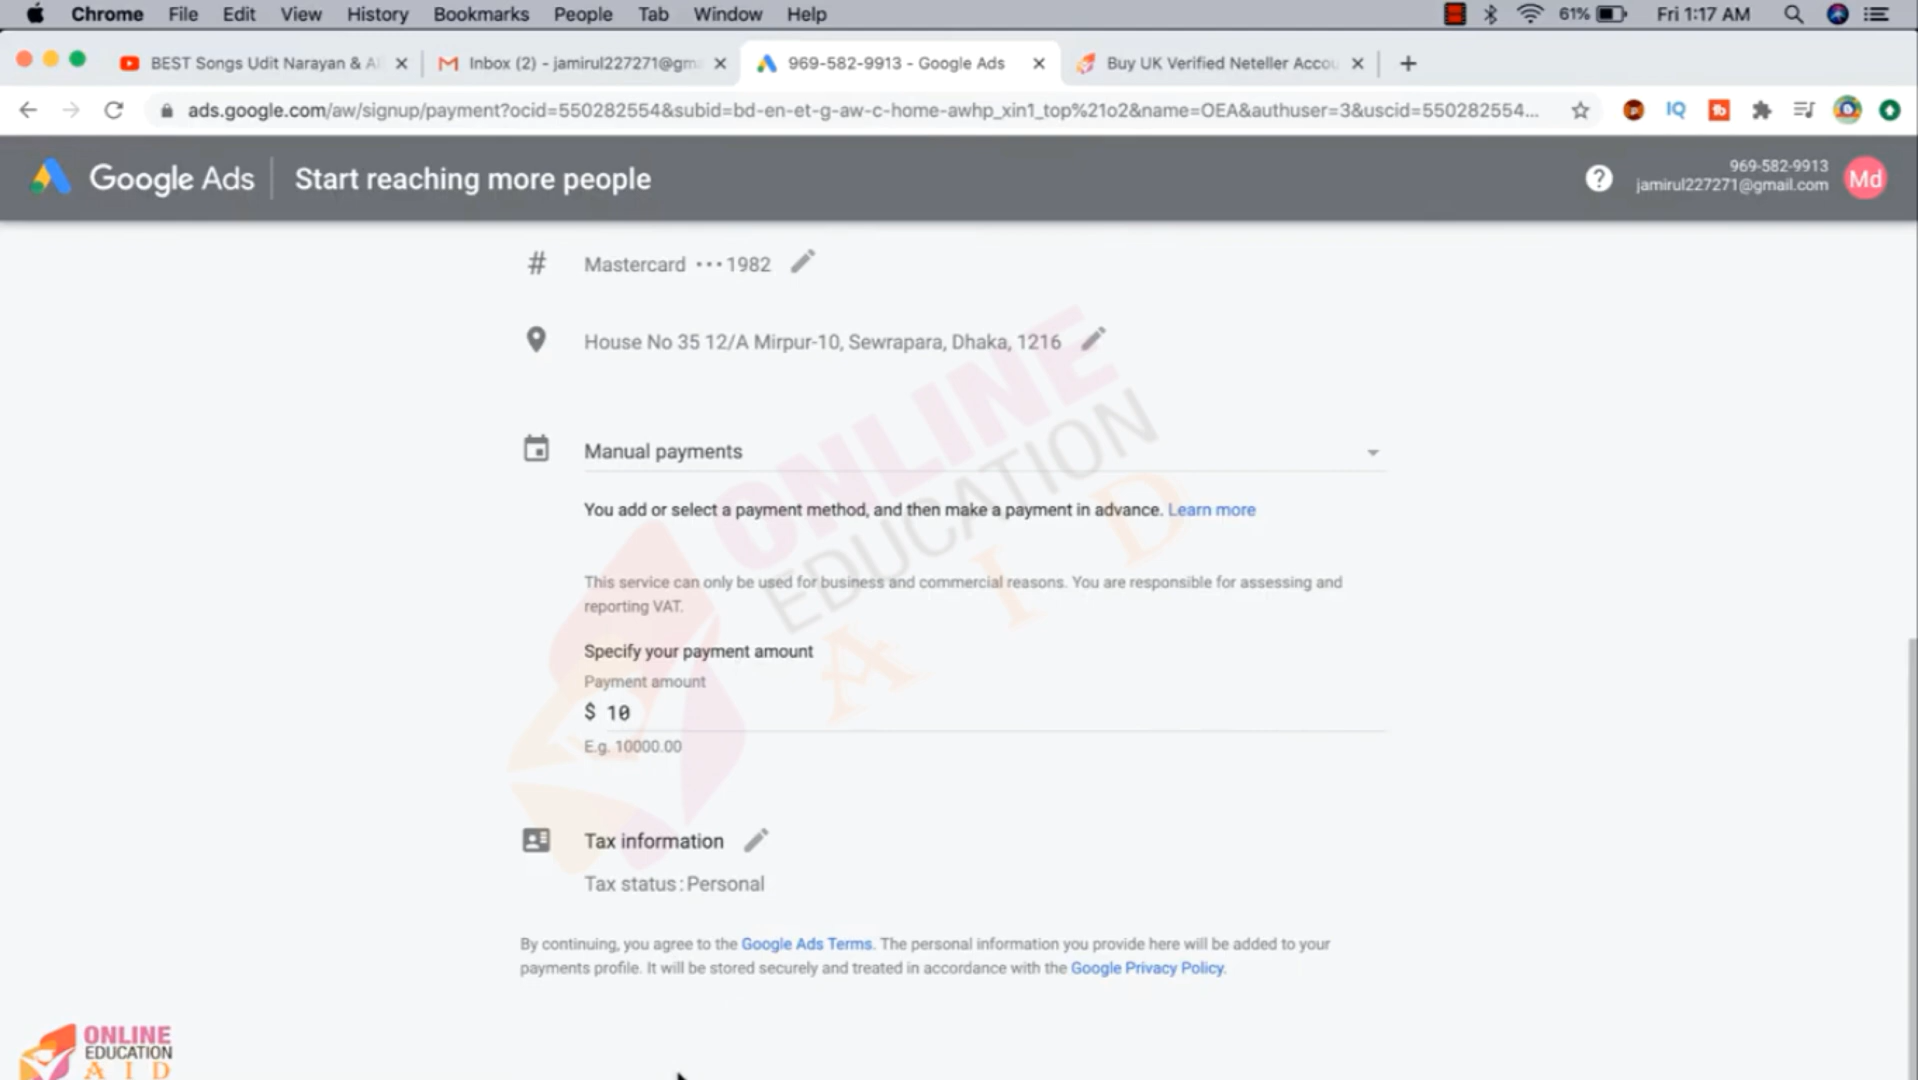 Chrome File Edit View History Bookmarks People Tab Window Help 61% Fri 1:17 AM
BEST Songs Udit Narayan & Al Inbox (2) - jamirul227271@gm 969-582-9913 - Google Ads Buy UK Verified Neteller Accou
ads.google.com/aw/signup/payment?ocid=550282554&subid=bd-en-et-g-aw-c-home-awhp_xin1_top%21o2&name=OEA&authuser=3&uscid=550282554... IQ
Google Ads Start reaching more people
969-582-9913
jamirul227271@gmail.com
Md
# Mastercard ••• 1982
House No 35 12/A Mirpur-10, Sewrapara, Dhaka, 1216
Manual payments
You add or select a payment method, and then make a payment in advance. Learn more
This service can only be used for business and commercial reasons. You are responsible for assessing and
reporting VAT.
Specify your payment amount
Payment amount
$ 10
E.g. 10000.00
Tax information
Tax status: Personal
By continuing, you agree to the Google Ads Terms. The personal information you provide here will be added to your
payments profile. It will be stored securely and treated in accordance with the Google Privacy Policy.
ONLINE
EDUCATION
AID
ONLINE
EDUCATION
AID